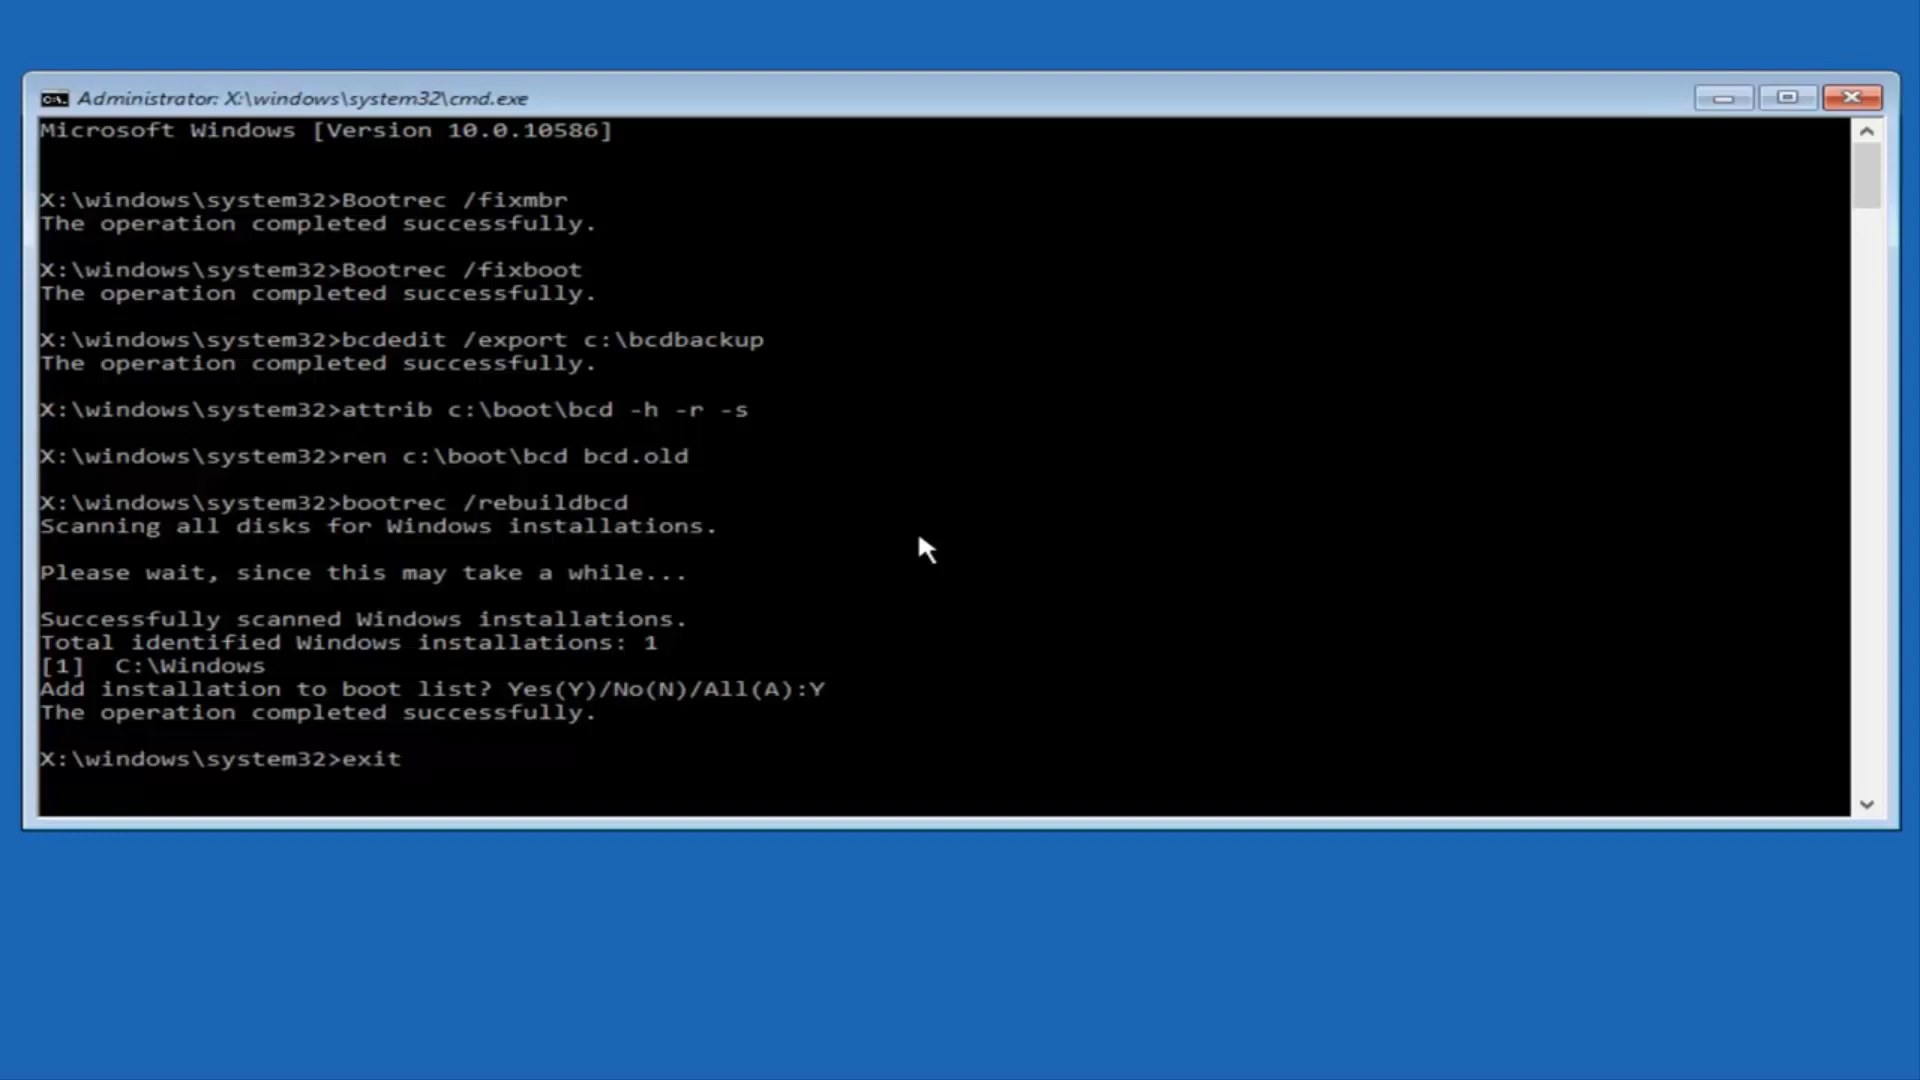 Administrator: X:\windows\system32\cmd.exe
Microsoft Windows [Version 10.0.10586]
X:\windows\system32>Bootrec /fixmbr
The operation completed successfully.
X:\windows\system32>Bootrec /fixboot
The operation completed successfully.
X:\windows\system32>bcdedit /export c:\bcdbackup
The operation completed successfully.
X:\windows\system32>attrib c:\boot\bcd -h -r -s
X:\windows\system32>ren c:\boot\bcd bcd.old
X:\windows\system32>bootrec /rebuildbcd
Scanning all disks for Windows installations.
Please wait, since this may take a while...
Successfully scanned Windows installations.
Total identified Windows installations: 1
[1]  C:\Windows
Add installation to boot list? Yes(Y)/No(N)/All(A):Y
The operation completed successfully.
X:\windows\system32>exit